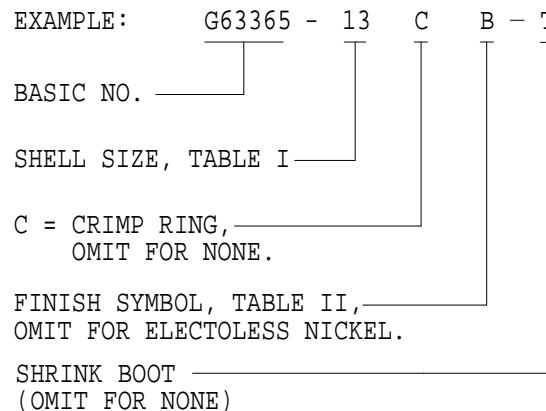 EXAMPLE: G63365 - 13 C B -
BASIC NO.
SHELL SIZE, TABLE I
C = CRIMP RING,
OMIT FOR NONE.
FINISH SYMBOL, TABLE II,
OMIT FOR ELECTOLESS NICKEL.
SHRINK BOOT
(OMIT FOR NONE)